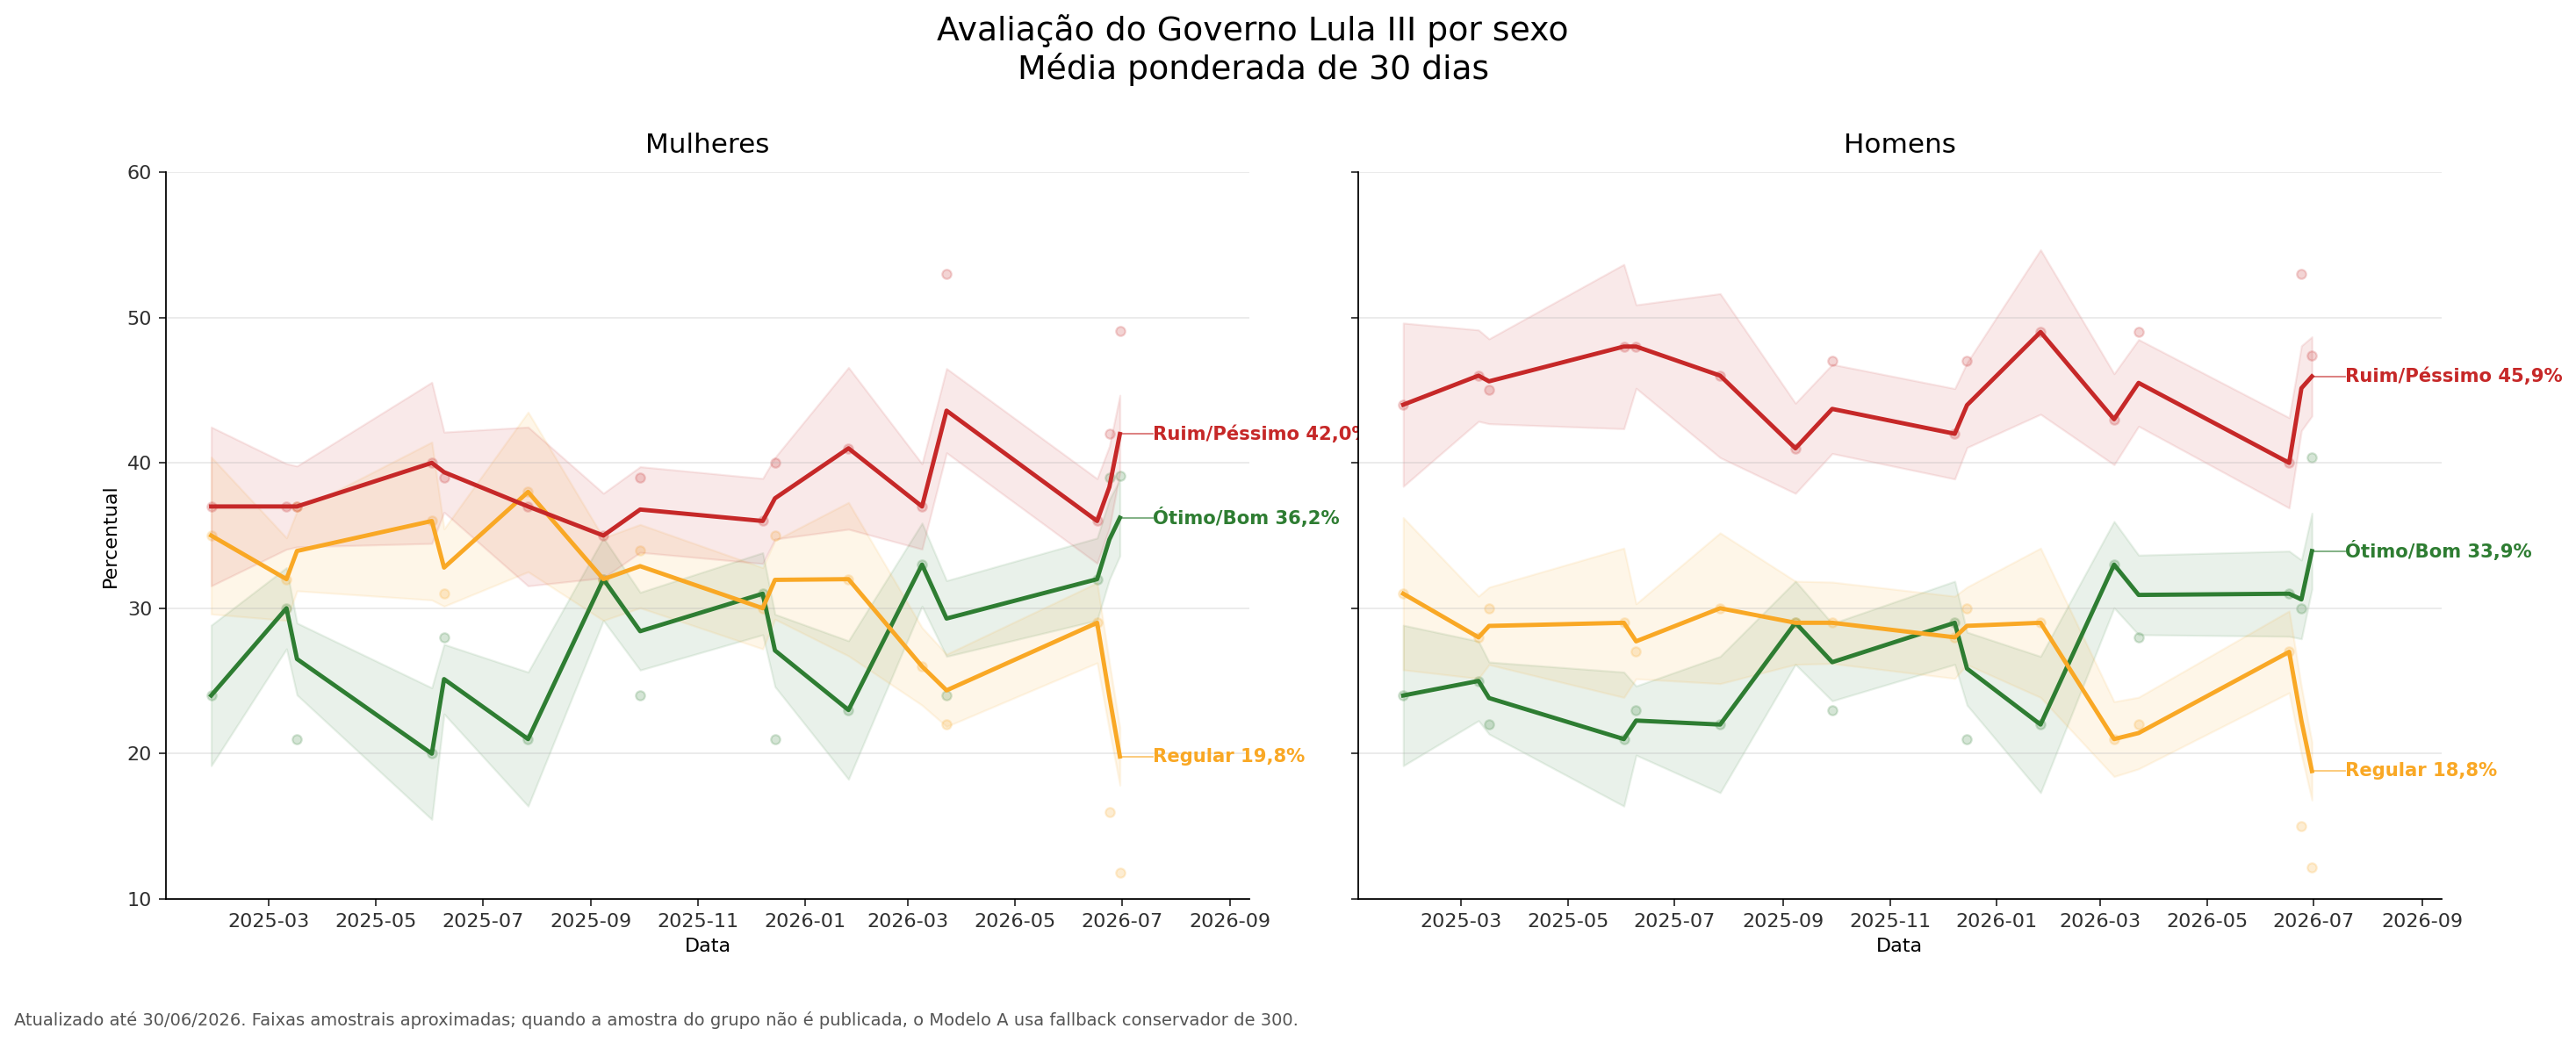 Avaliação do Governo Lula III por sexo
Média ponderada de 30 dias
Mulheres
Homens
Percentual
60
50
40
30
20
10
Ruim/Péssimo 42,0%
Ótimo/Bom 36,2%
Regular 19,8%
Ruim/Péssimo 45,9%
Ótimo/Bom 33,9%
Regular 18,8%
2025-03 2025-05 2025-07 2025-09 2025-11 2026-01 2026-03 2026-05 2026-07 2026-09
Data
2025-03 2025-05 2025-07 2025-09 2025-11 2026-01 2026-03 2026-05 2026-07 2026-09
Data
Atualizado até 30/06/2026. Faixas amostrais aproximadas; quando a amostra do grupo não é publicada, o Modelo A usa fallback conservador de 300.